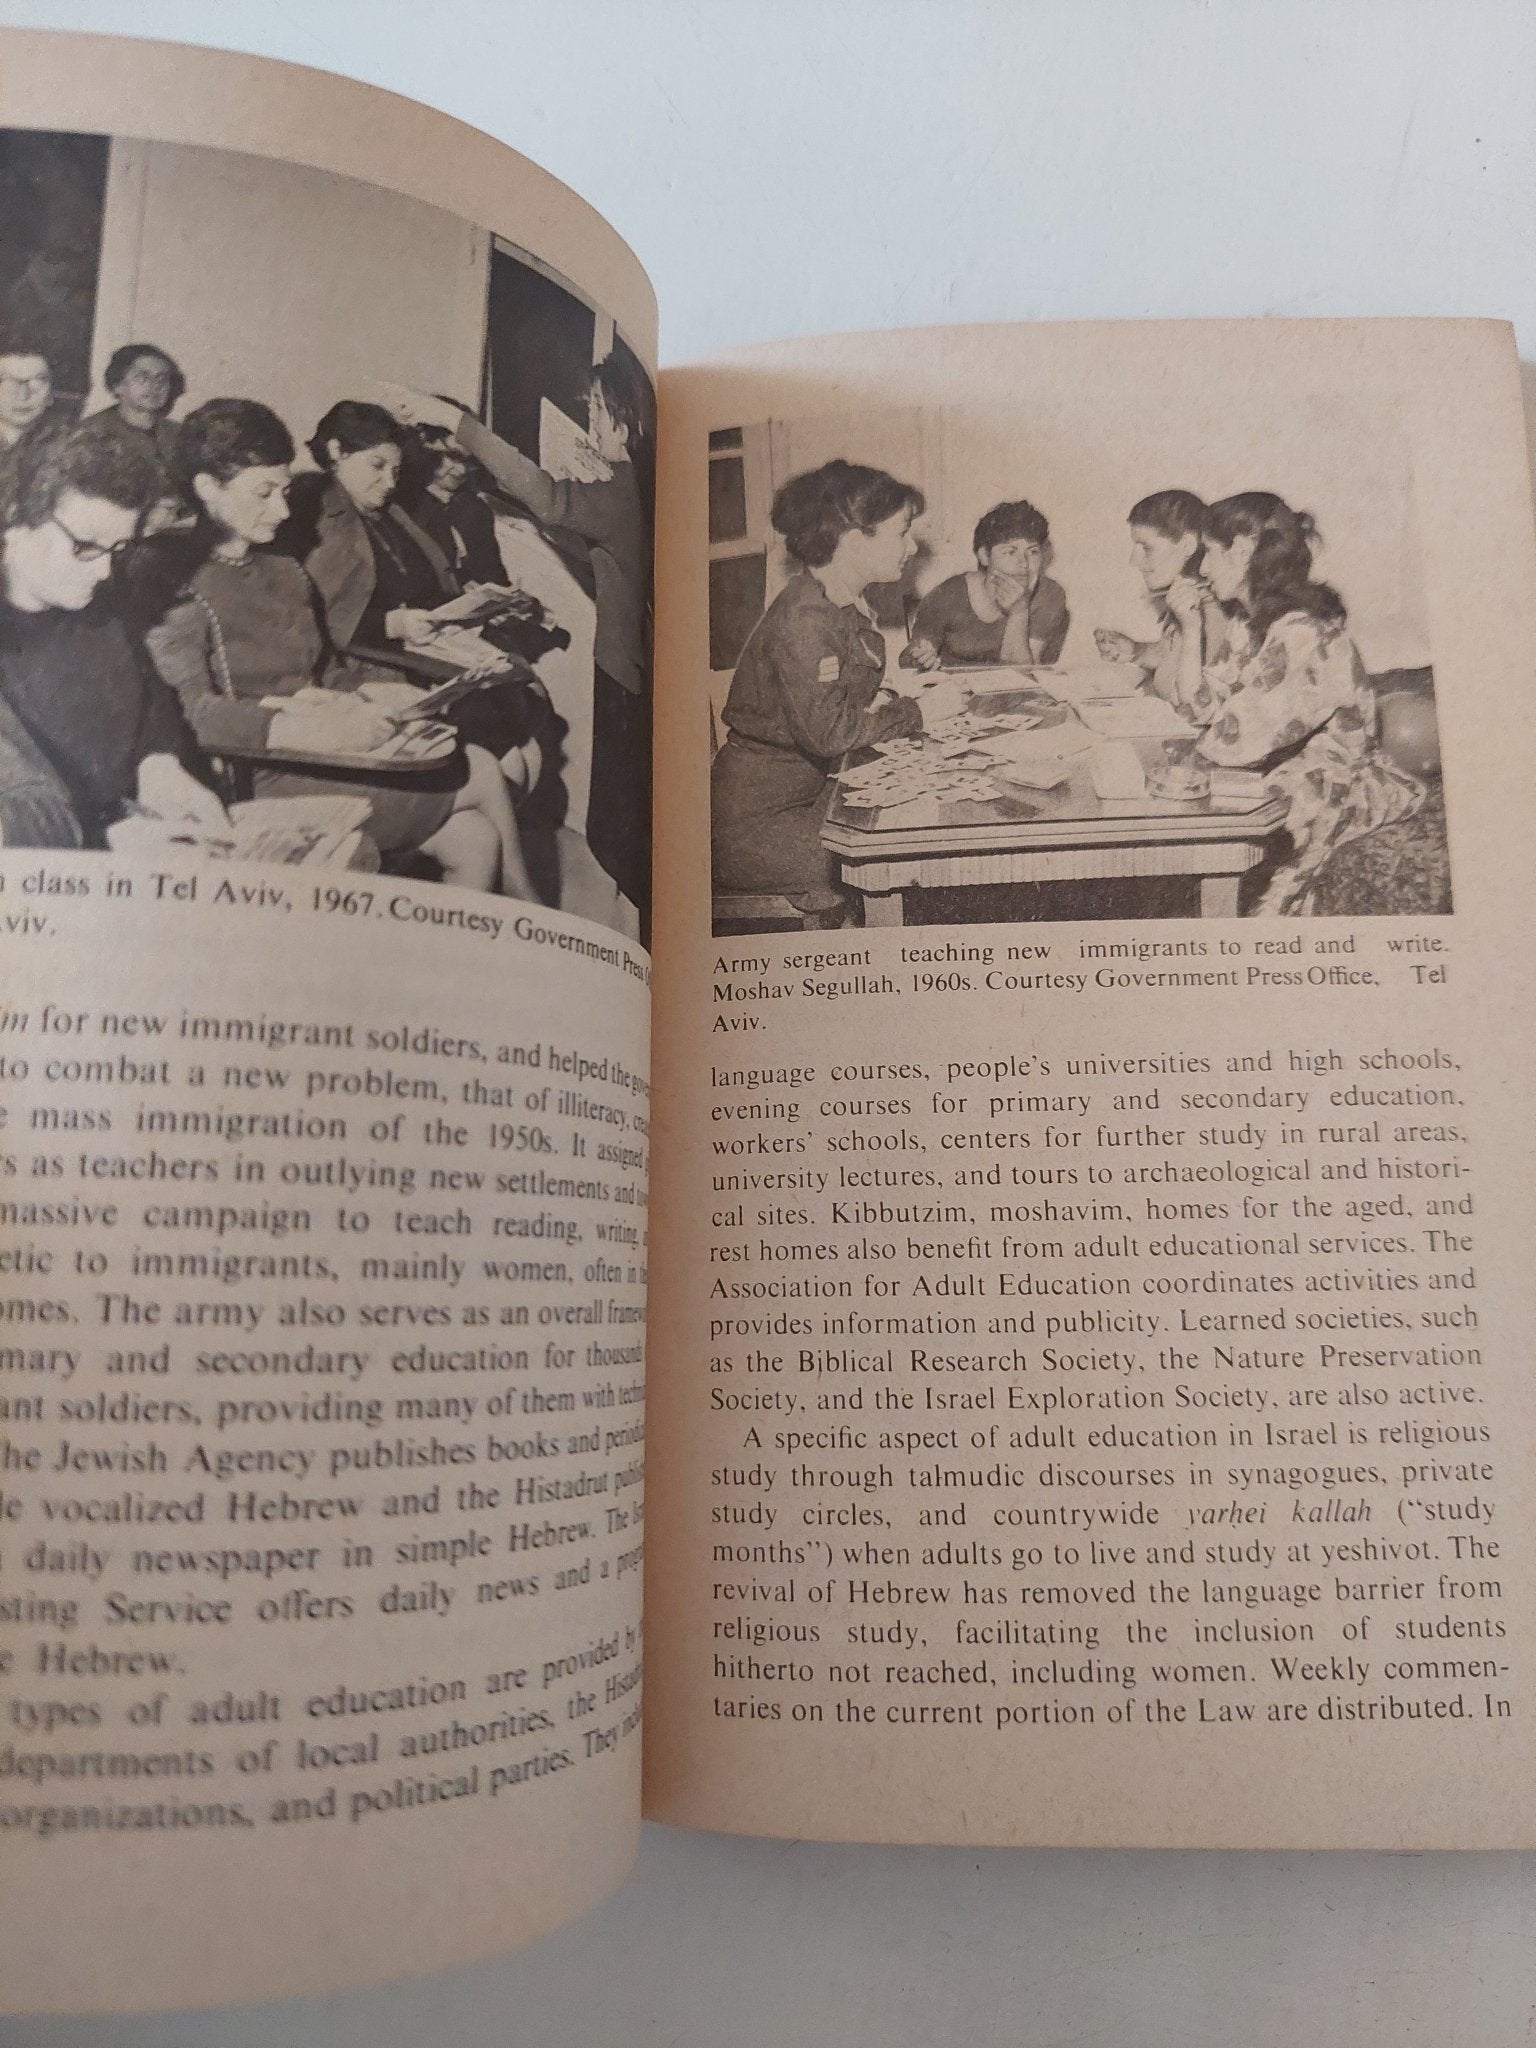 class in Tel Aviv, 1967. Courtesy Government Press
Aviv.
for new immigrant soldiers, and helped the
to combat a new problem, that of illiteracy,
mass immigration of the 1950s. It assigned
as teachers in outlying new settlements and
massive campaign to teach reading, writing,
to immigrants, mainly women, often in
The army also serves as an overall
and secondary education for thousands
soldiers, providing many of them with
The Jewish Agency publishes books and
vocalized Hebrew and the Histadrut
daily newspaper in simple Hebrew. The
Service offers daily news and a
Hebrew.
types of adult education are provided by
departments of local authorities, the
organizations, and political parties. They
Army sergeant teaching new immigrants to read and write.
Moshav Segullah, 1960s. Courtesy Government Press Office, Tel
Aviv.
language courses, people's universities and high schools,
evening courses for primary and secondary education,
workers' schools, centers for further study in rural areas,
university lectures, and tours to archaeological and histori-
cal sites. Kibbutzim, moshavim, homes for the aged, and
rest homes also benefit from adult educational services. The
Association for Adult Education coordinates activities and
provides information and publicity. Learned societies, such
as the Biblical Research Society, the Nature Preservation
Society, and the Israel Exploration Society, are also active.
A specific aspect of adult education in Israel is religious
study through talmudic discourses in synagogues, private
study circles, and countrywide yarḥei kallah ("study
months") when adults go to live and study at yeshivot. The
revival of Hebrew has removed the language barrier from
religious study, facilitating the inclusion of students
hitherto not reached, including women. Weekly commen-
taries on the current portion of the Law are distributed. In